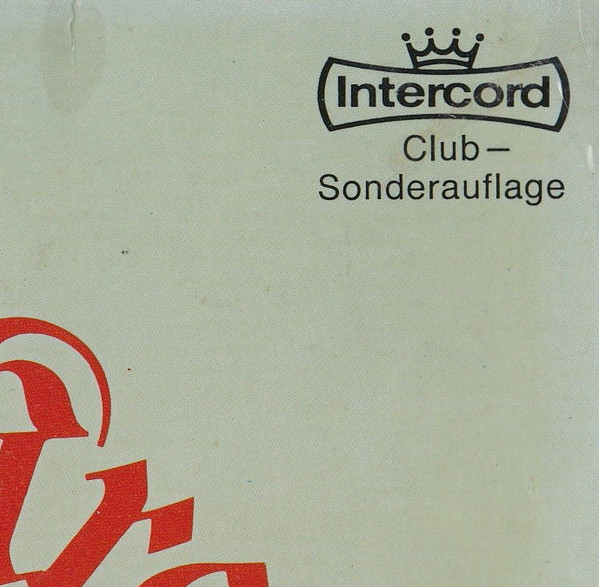 Intercord
Club–
Sonderauflage